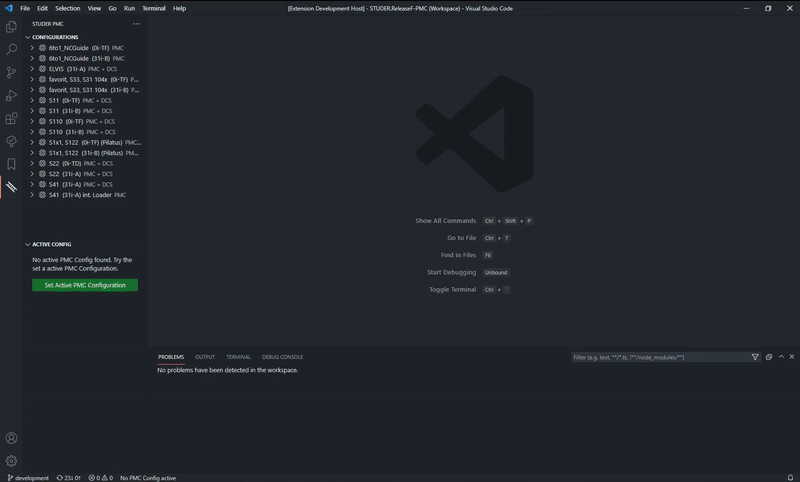 File Edit Selection View Go Run Terminal Help
[Extension Development Host] - STUDER.ReleaseF-PMC (Workspace) - Visual Studio Code
STUDER PMC
CONFIGURATIONS
6to1_NCGuide (0i-TF) PMC
6to1_NCGuide (31i-B) PMC
ELVIS (31i-A) PMC + DCS
favorit, S33, S31 104x (0i-TF) P...
favorit, S33, S31 104x (31i-B) P...
S11 (0i-TF) PMC + DCS
S11 (31i-B) PMC + DCS
S110 (0i-TF) PMC + DCS
S110 (31i-B) PMC + DCS
S1x1, S122 (0i-TF) (Pilatus) PMC...
S1x1, S122 (31i-B) (Pilatus) PM...
S22 (0i-TD) PMC + DCS
S22 (31i-A) PMC + DCS
S41 (31i-A) PMC + DCS
S41 (31i-A) int. Loader PMC
ACTIVE CONFIG
No active PMC Config found. Try the
set a active PMC Configuration.
Set Active PMC Configuration
Show All Commands Ctrl + Shift + P
Go to File Ctrl + T
Find in Files F6
Start Debugging Unbound
Toggle Terminal Ctrl + `
PROBLEMS OUTPUT TERMINAL DEBUG CONSOLE
Filter (e.g. text, **/*.ts, !**/node_modules/**)
No problems have been detected in the workspace.
development 23↓ 0↑ 0 0 No PMC Config active